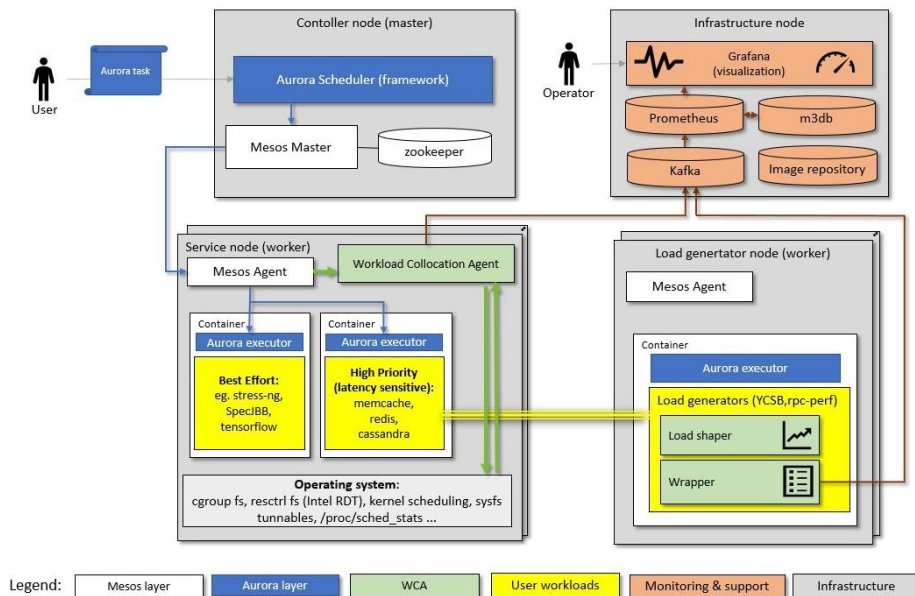 Contoller node (master)
Infrastructure node
User
Aurora task
Aurora Scheduler (framework)
Mesos Master
zookeeper
Operator
Grafana
(visualization)
Prometheus
m3db
Kafka
Image repository
Service node (worker)
Mesos Agent
Workload Collocation Agent
Container
Aurora executor
Best Effort:
eg. stress-ng,
SpecJBB,
tensorflow
Container
Aurora executor
High Priority
(latency sensitive):
memcache,
redis,
cassandra
Operating system:
cgroup fs, resctrl fs (Intel RDT), kernel scheduling, sysfs
tunnables, /proc/sched_stats ...
Load genertator node (worker)
Mesos Agent
Container
Aurora executor
Load generators (YCSB,rpc-perf)
Load shaper
Wrapper
Legend:
Mesos layer
Aurora layer
WCA
User workloads
Monitoring & support
Infrastructure